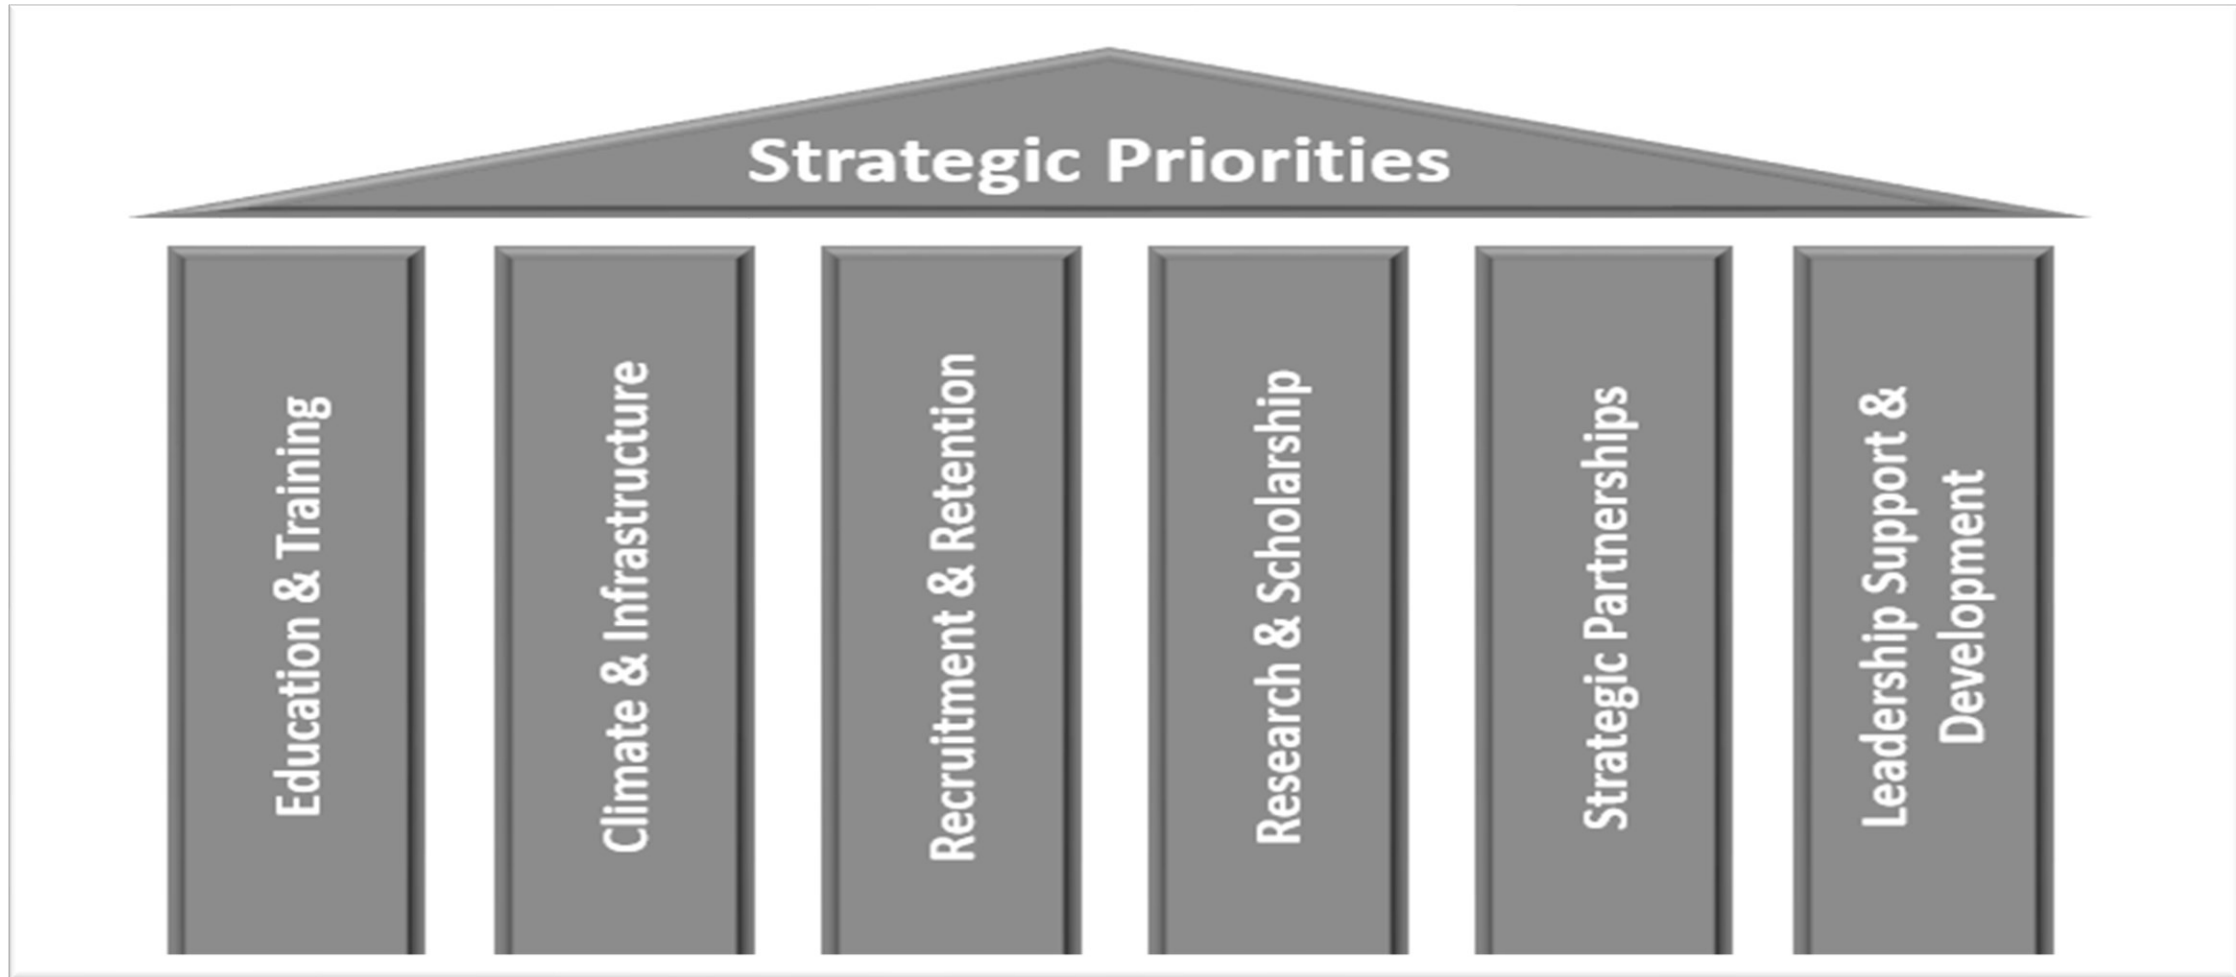 Strategic Priorities
Education & Training
Climate & Infrastructure
Recruitment & Retention
Research & Scholarship
Strategic Partnerships
Leadership Support &
Development